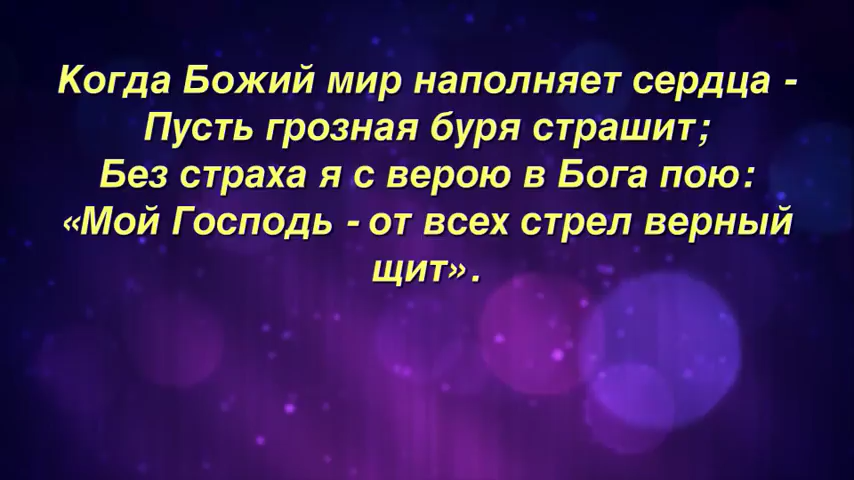 Когда Божий мир наполняет сердца -
Пусть грозная буря страшит;
Без страха я с верою в Бога пою:
«Мой Господь - от всех стрел верный
щит».